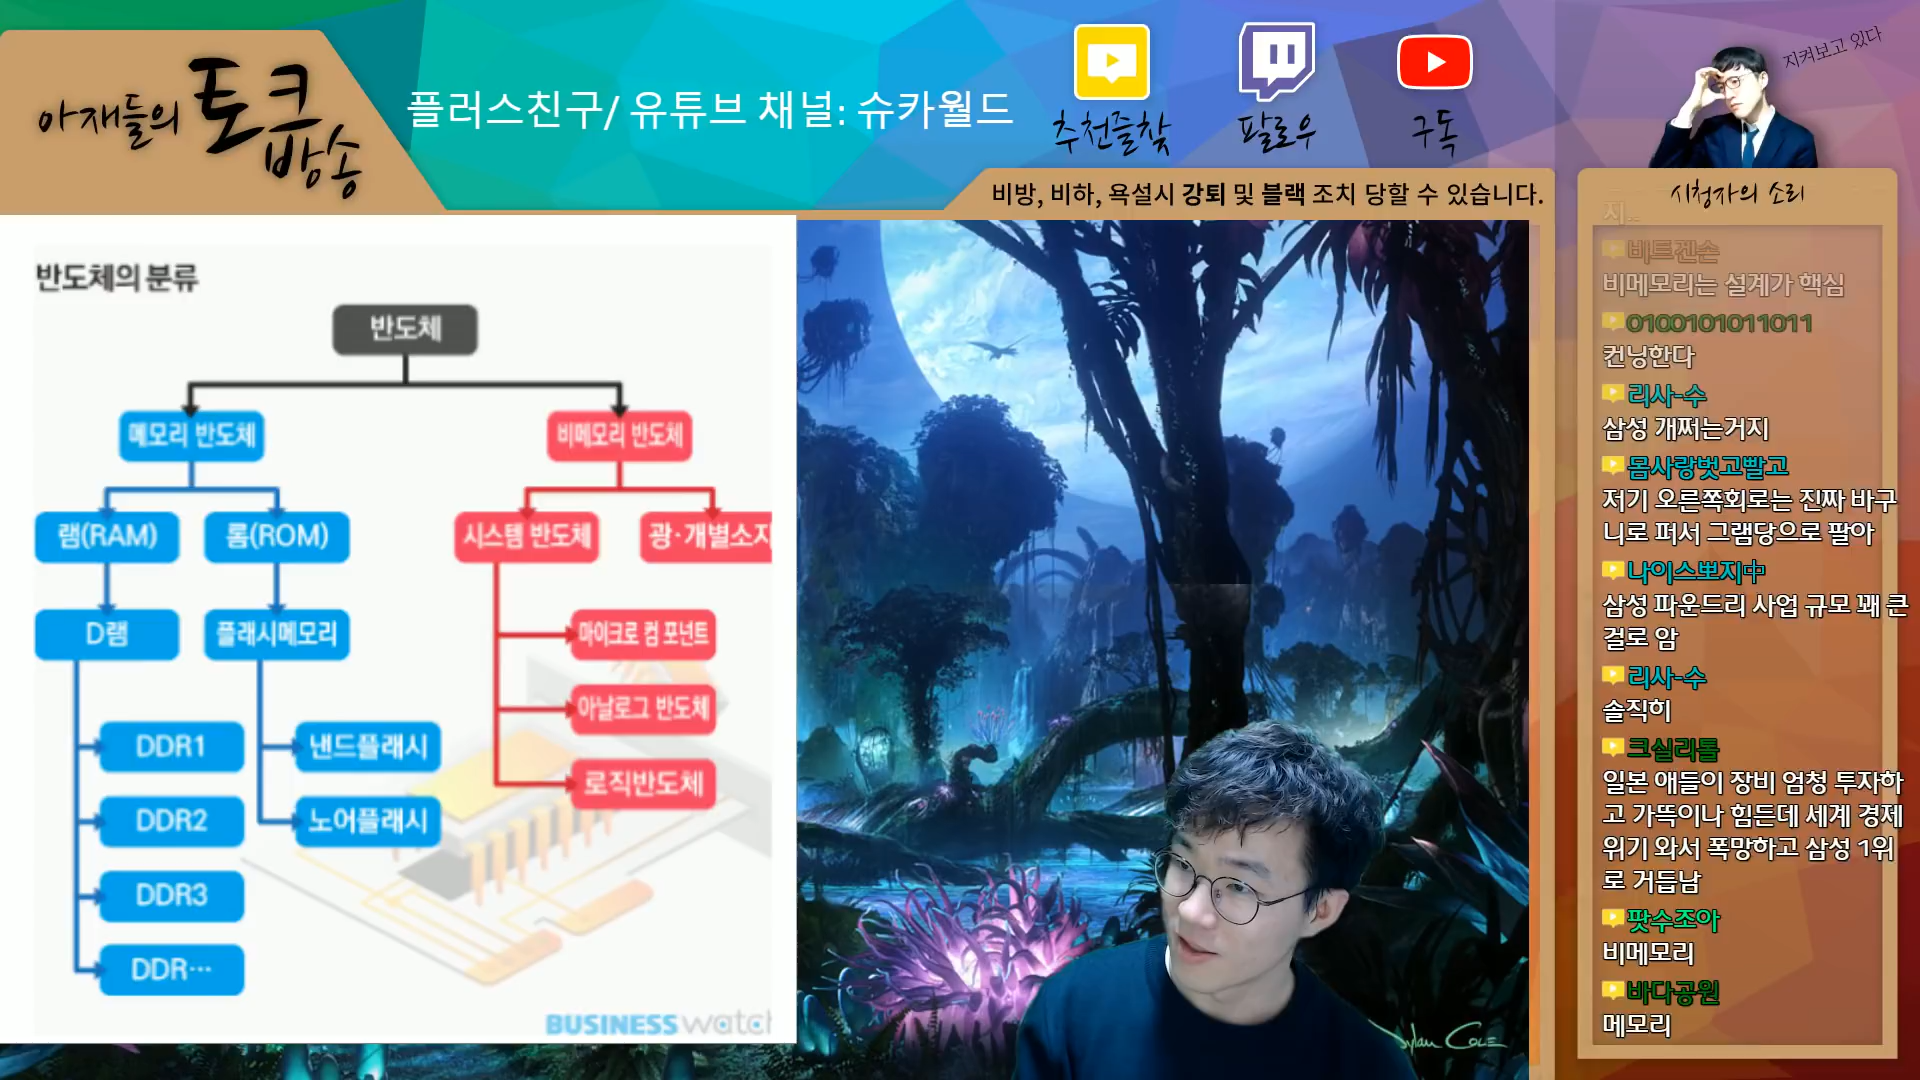 아재들의 토크
방송
플러스친구/ 유튜브 채널: 슈카월드
추천즐찾
팔로우
구독
지켜보고 있다
비방, 비하, 욕설시 강퇴 및 블랙 조치 당할 수 있습니다.
반도체의 분류
반도체
메모리 반도체
비메모리 반도체
램(RAM)
롬(ROM)
시스템 반도체
광·개별소자
D램
플래시메모리
마이크로 컴 포넌트
아날로그 반도체
로직반도체
DDR1
낸드플래시
DDR2
노어플래시
DDR3
DDR···
BUSINESS watch
Dylan Cole
시청자의 소리
지..
비트겐손
비메모리는 설계가 핵심
0100101011011
컨닝한다
리사-수
삼성 개쩌는거지
몸사랑벗고빨고
저기 오른쪽회로는 진짜 바구
니로 퍼서 그램당으로 팔아
나이스뽀지中
삼성 파운드리 사업 규모 꽤 큰
걸로 암
리사-수
솔직히
크실리톨
일본 애들이 장비 엄청 투자하
고 가뜩이나 힘든데 세계 경제
위기 와서 폭망하고 삼성 1위
로 거듭남
팟수조아
비메모리
바다공원
메모리